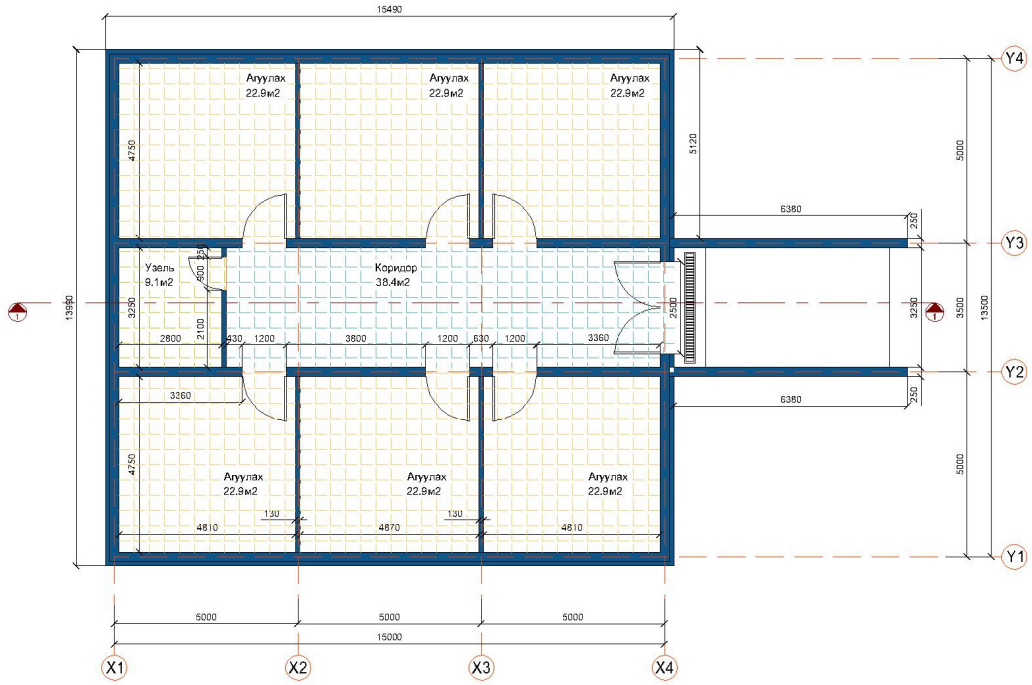 15490
Y4
Агуулах
22.9м2
Агуулах
22.9м2
Агуулах
22.9м2
4750
5120
5000
6380
250
Y3
Узель
9.1м2
250
900
Коридор
38.4м2
13990
3250
2100
2500
3250
3500
13500
1
1
2800
430
1200
3800
1200
630
1200
3360
Y2
3360
6380
250
4750
5000
Агуулах
22.9м2
Агуулах
22.9м2
Агуулах
22.9м2
130
130
4810
4870
4810
Y1
5000
5000
5000
15000
X1
X2
X3
X4